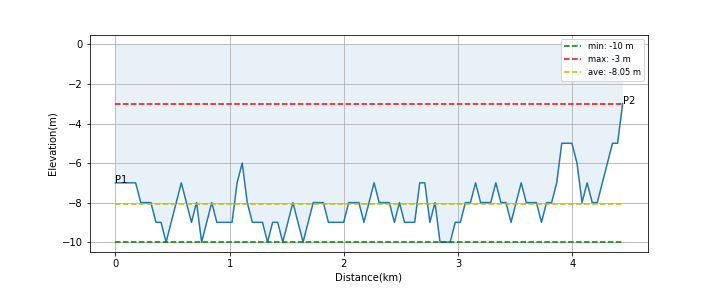 min: -10 m
max: -3 m
ave: -8.05 m
P1
P2
0
−2
−4
−6
−8
−10
Elevation(m)
0 1 2 3 4
Distance(km)